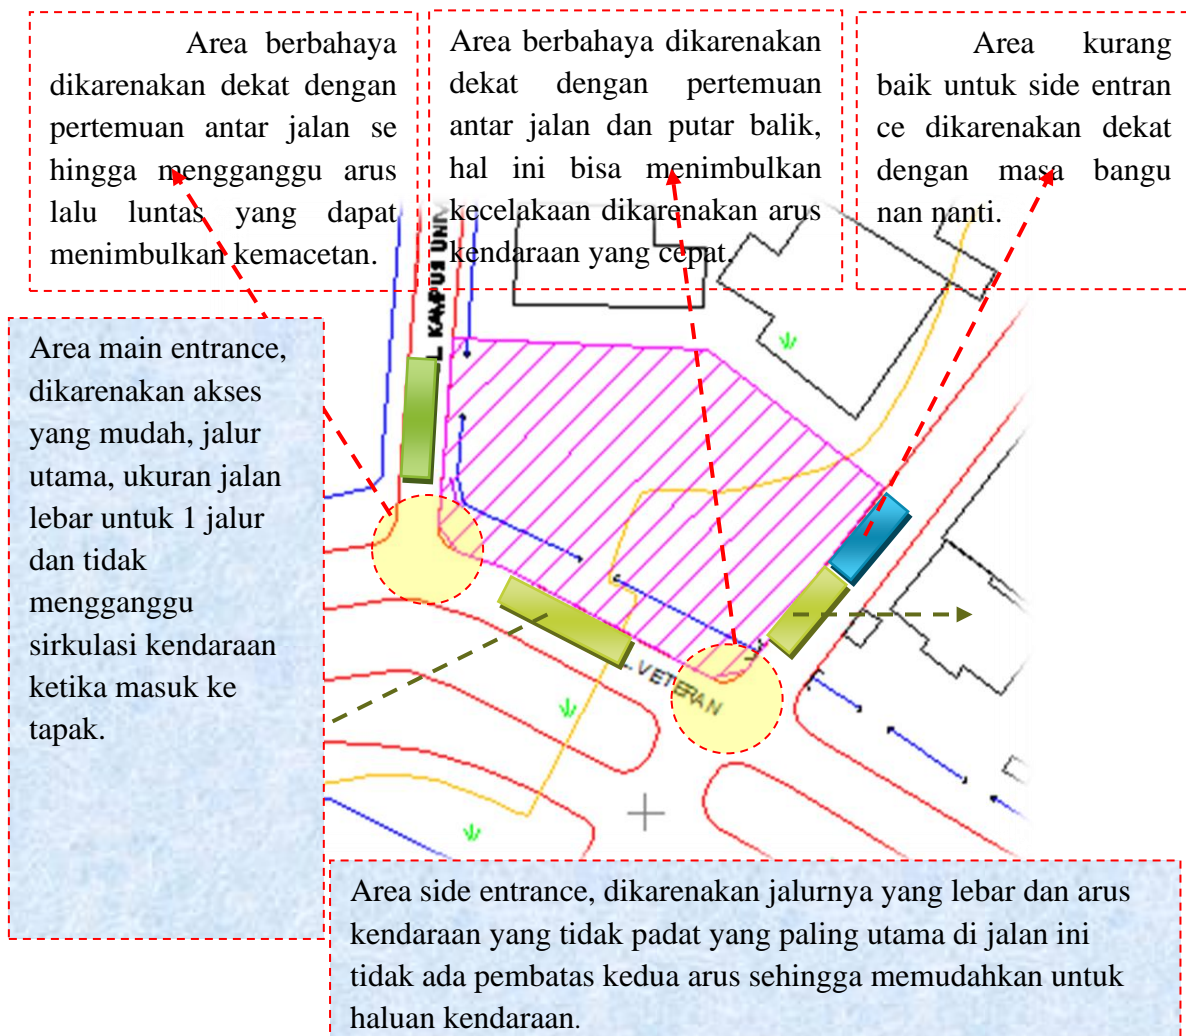 Area berbahaya
dikarenakan dekat dengan
pertemuan antar jalan se
hingga mengganggu arus
lalu luntas yang dapat
menimbulkan kemacetan.
Area berbahaya dikarenakan
dekat dengan pertemuan
antar jalan dan putar balik,
hal ini bisa menimbulkan
kecelakaan dikarenakan arus
kendaraan yang cepat.
Area kurang
baik untuk side entran
ce dikarenakan dekat
dengan masa bangu
nan nanti.
Area main entrance,
dikarenakan akses
yang mudah, jalur
utama, ukuran jalan
lebar untuk 1 jalur
dan tidak
mengganggu
sirkulasi kendaraan
ketika masuk ke
tapak.
L KAMPUS UNIV
L. VETERAN
Area side entrance, dikarenakan jalurnya yang lebar dan arus
kendaraan yang tidak padat yang paling utama di jalan ini
tidak ada pembatas kedua arus sehingga memudahkan untuk
haluan kendaraan.